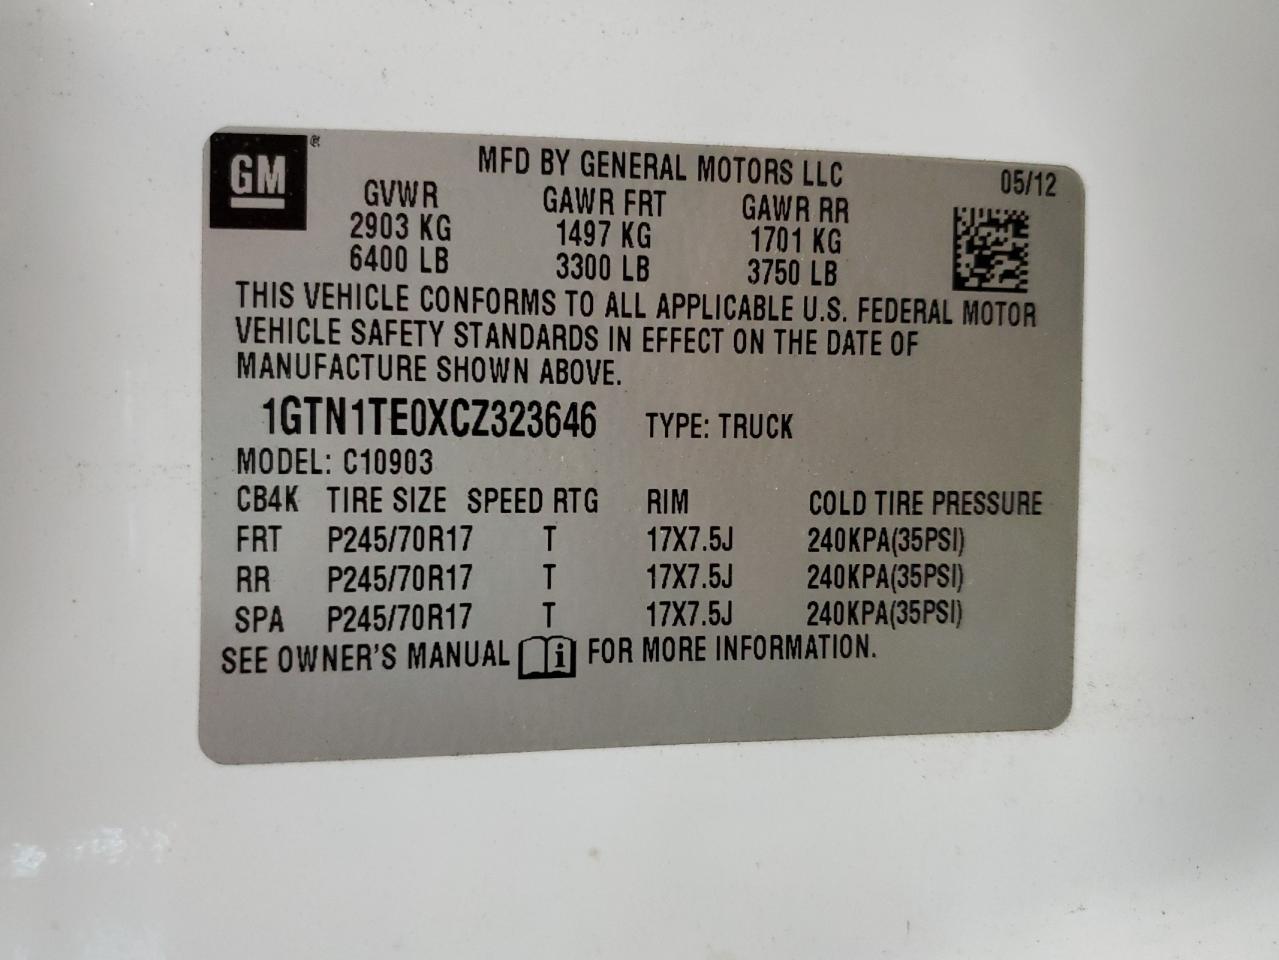 GM
MFD BY GENERAL MOTORS LLC 05/12
GVWR GAWR FRT GAWR RR
2903 KG 1497 KG 1701 KG
6400 LB 3300 LB 3750 LB
THIS VEHICLE CONFORMS TO ALL APPLICABLE U.S. FEDERAL MOTOR
VEHICLE SAFETY STANDARDS IN EFFECT ON THE DATE OF
MANUFACTURE SHOWN ABOVE.
1GTN1TE0XCZ323646 TYPE: TRUCK
MODEL: C10903
CB4K TIRE SIZE SPEED RTG RIM COLD TIRE PRESSURE
FRT P245/70R17 T 17X7.5J 240KPA(35PSI)
RR P245/70R17 T 17X7.5J 240KPA(35PSI)
SPA P245/70R17 T 17X7.5J 240KPA(35PSI)
SEE OWNER'S MANUAL i FOR MORE INFORMATION.